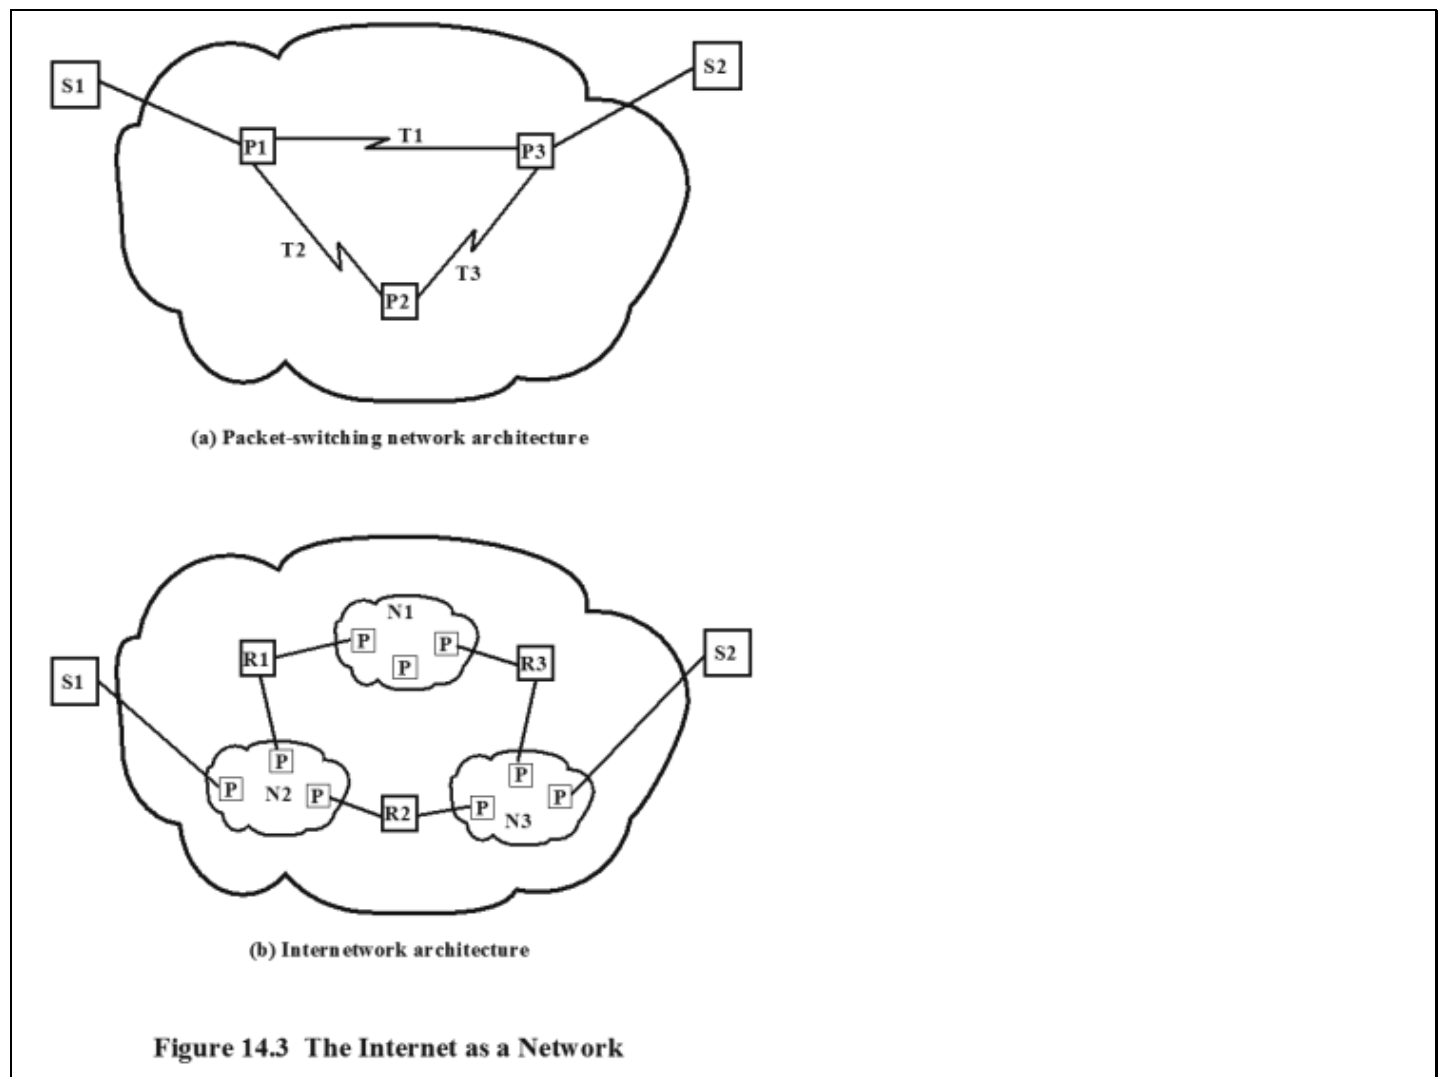 S1
S2
P1
T1
P3
T2
T3
P2
(a) Packet-switching network architecture
N1
P
P
P
R1
R3
S1
S2
P
P
N2
P
R2
P
P
P
N3
(b) Internetwork architecture
Figure 14.3 The Internet as a Network